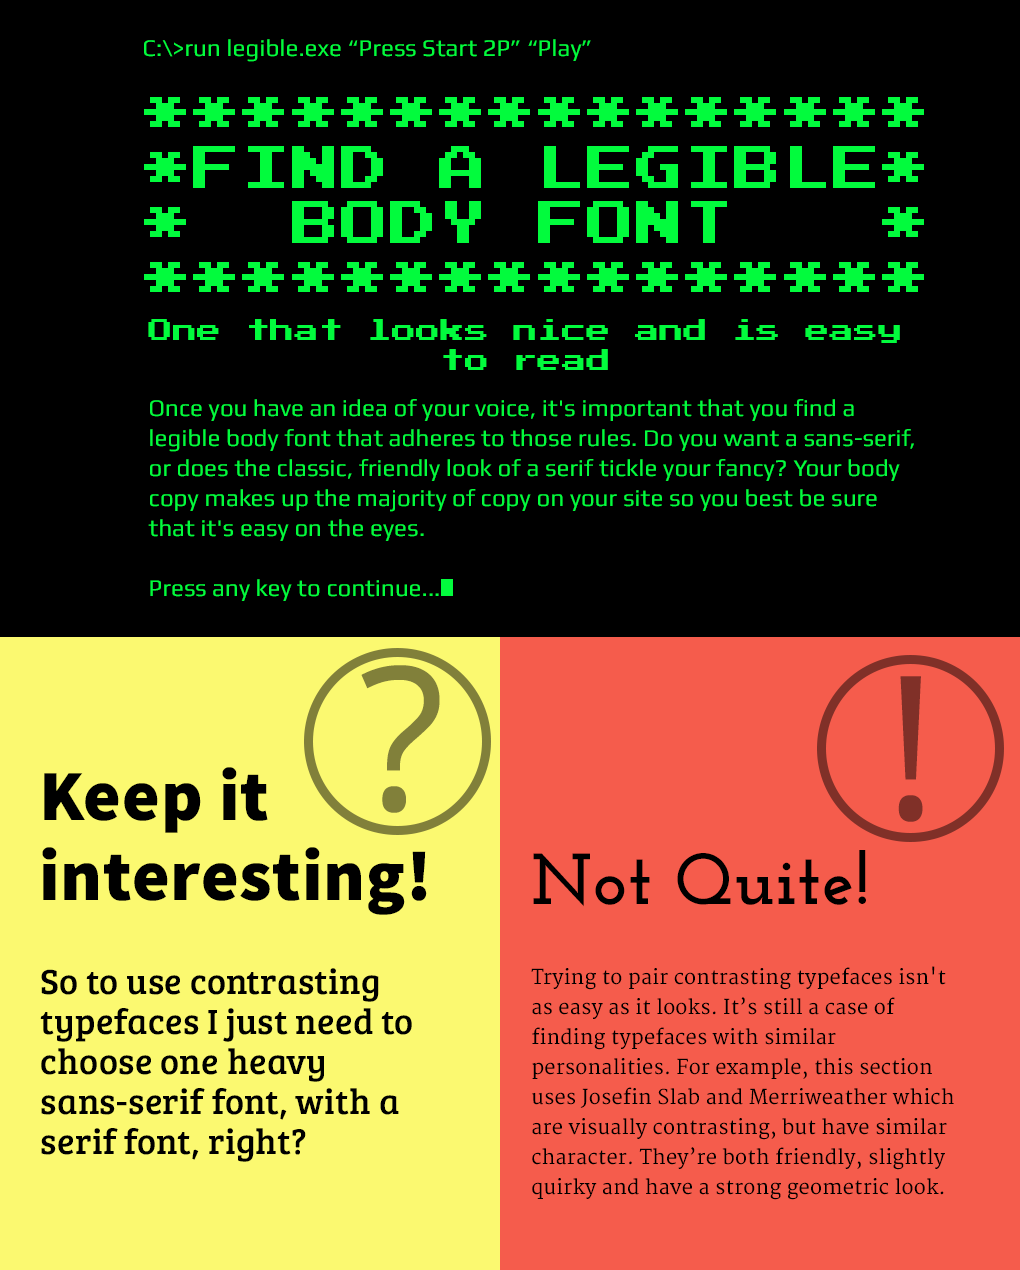 C:\>run legible.exe “Press Start 2P” “Play”
****************
*FIND A LEGIBLE*
* BODY FONT *
****************
One that looks nice and is easy
to read
Once you have an idea of your voice, it's important that you find a
legible body font that adheres to those rules. Do you want a sans-serif,
or does the classic, friendly look of a serif tickle your fancy? Your body
copy makes up the majority of copy on your site so you best be sure
that it's easy on the eyes.
Press any key to continue...
?
Keep it
interesting!
So to use contrasting
typefaces I just need to
choose one heavy
sans-serif font, with a
serif font, right?
!
Not Quite!
Trying to pair contrasting typefaces isn't
as easy as it looks. It’s still a case of
finding typefaces with similar
personalities. For example, this section
uses Josefin Slab and Merriweather which
are visually contrasting, but have similar
character. They’re both friendly, slightly
quirky and have a strong geometric look.